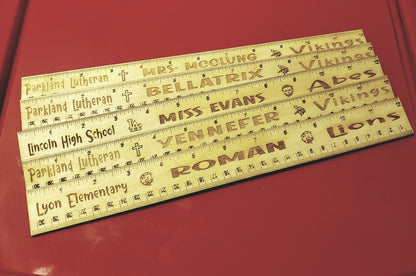 Parkland Lutheran MRS. MCCLUNG Vikings
Parkland Lutheran BELLATRIX Vikings
Lincoln High School MISS EVANS Abes
Parkland Lutheran YENNEFER Vikings
Lyon Elementary ROMAN Lions